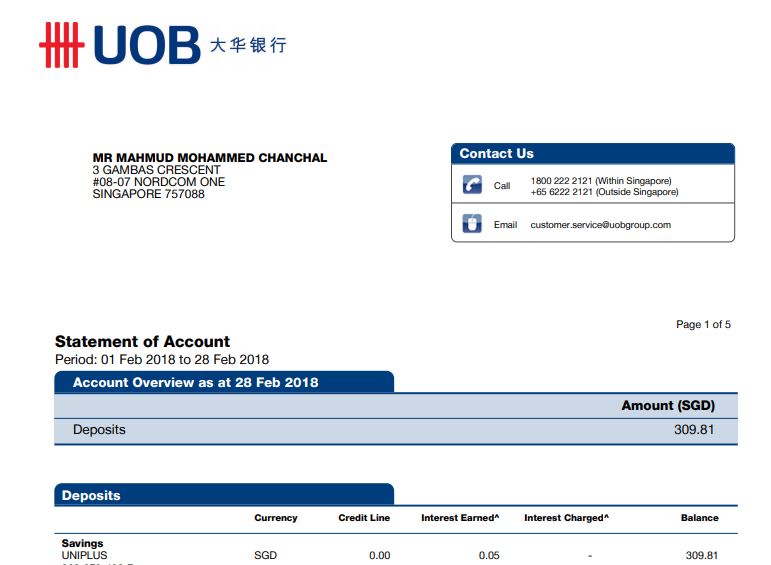 UOB 大华银行
MR MAHMUD MOHAMMED CHANCHAL
3 GAMBAS CRESCENT
#08-07 NORDCOM ONE
SINGAPORE 757088
Contact Us
Call 1800 222 2121 (Within Singapore)
+65 6222 2121 (Outside Singapore)
Email customer.service@uobgroup.com
Page 1 of 5
Statement of Account
Period: 01 Feb 2018 to 28 Feb 2018
Account Overview as at 28 Feb 2018
Amount (SGD)
Deposits 309.81
Deposits
Currency Credit Line Interest Earned^ Interest Charged^ Balance
Savings
UNIPLUS SGD 0.00 0.05 - 309.81